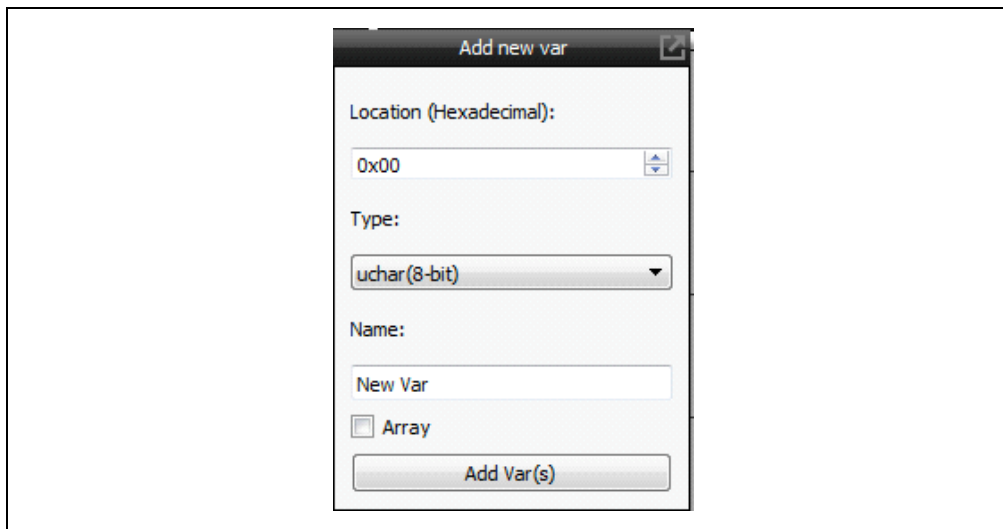 Add new var
Location (Hexadecimal):
0x00
Type:
uchar(8-bit)
Name:
New Var
Array
Add Var(s)